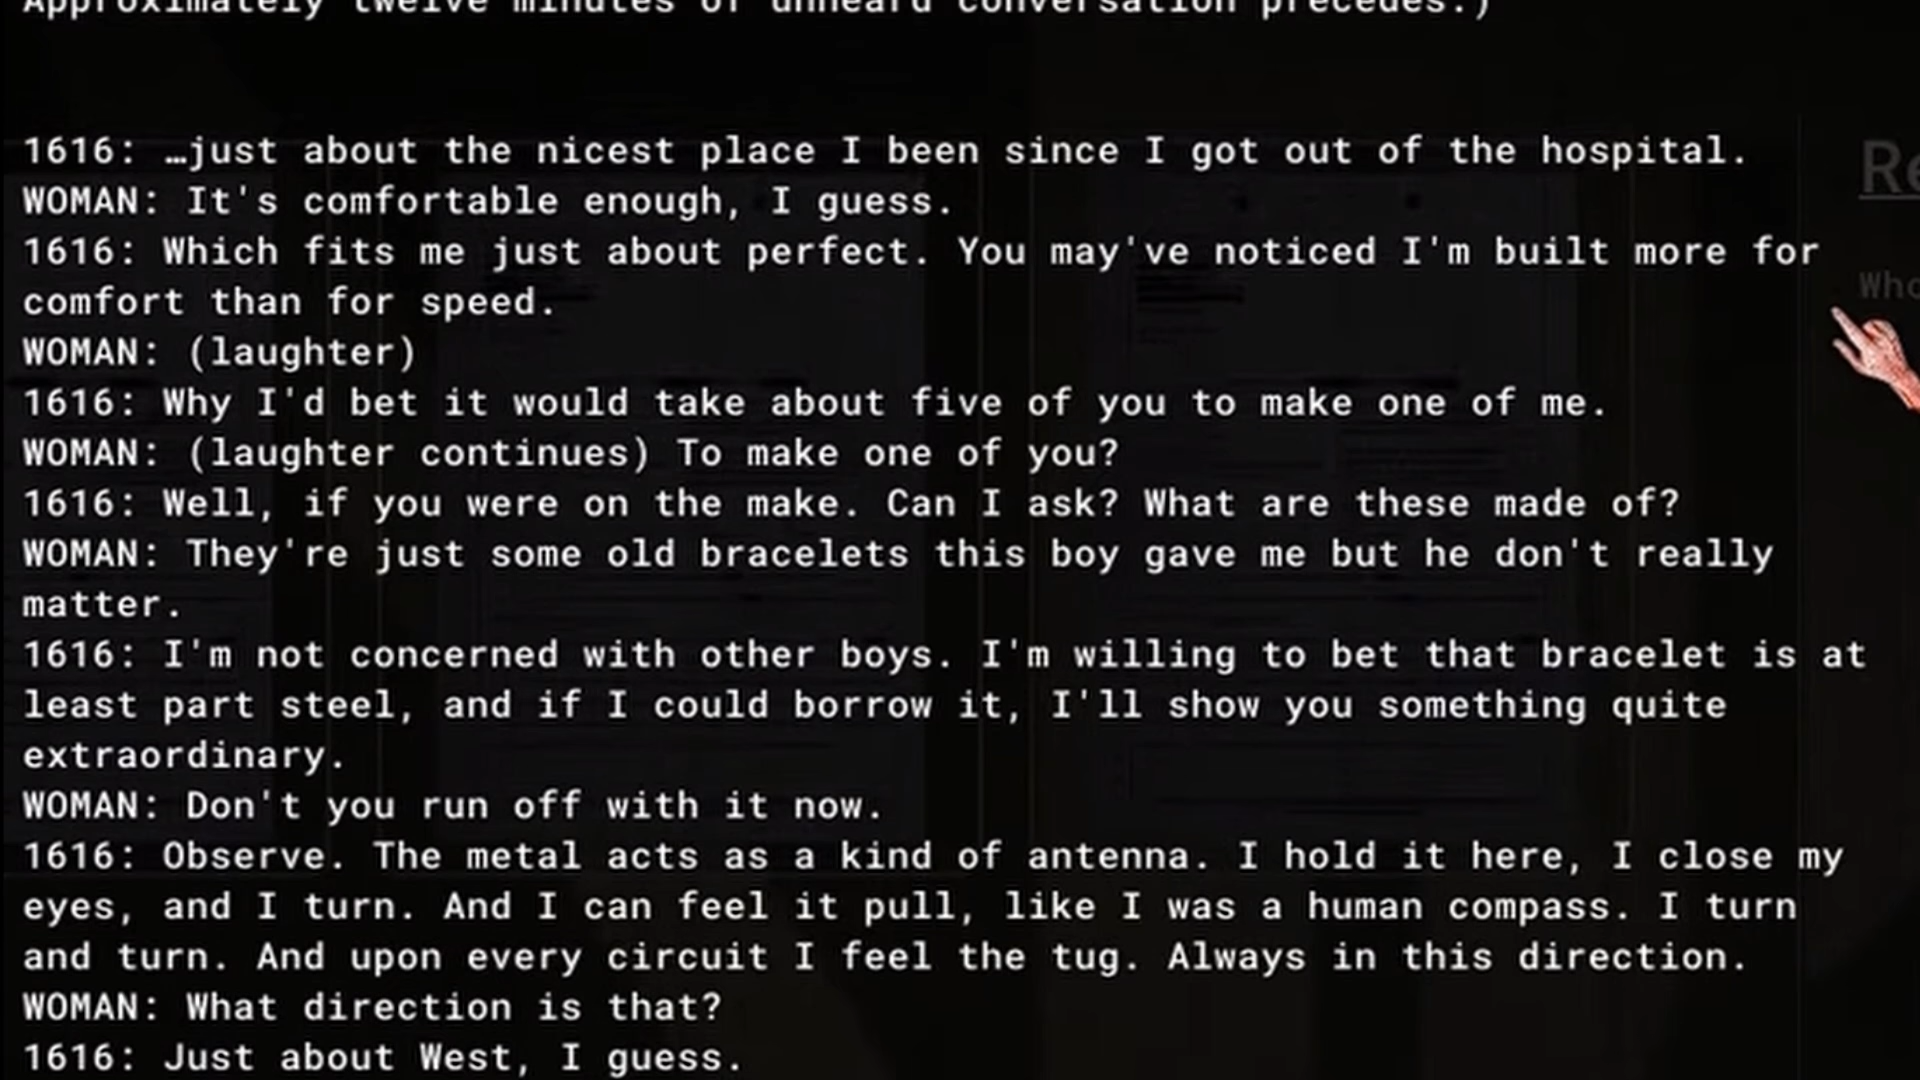 Approximately twelve minutes of unheard conversation precedes.)
1616: …just about the nicest place I been since I got out of the hospital.
WOMAN: It's comfortable enough, I guess.
1616: Which fits me just about perfect. You may've noticed I'm built more for
comfort than for speed.
WOMAN: (laughter)
1616: Why I'd bet it would take about five of you to make one of me.
WOMAN: (laughter continues) To make one of you?
1616: Well, if you were on the make. Can I ask? What are these made of?
WOMAN: They're just some old bracelets this boy gave me but he don't really
matter.
1616: I'm not concerned with other boys. I'm willing to bet that bracelet is at
least part steel, and if I could borrow it, I'll show you something quite
extraordinary.
WOMAN: Don't you run off with it now.
1616: Observe. The metal acts as a kind of antenna. I hold it here, I close my
eyes, and I turn. And I can feel it pull, like I was a human compass. I turn
and turn. And upon every circuit I feel the tug. Always in this direction.
WOMAN: What direction is that?
1616: Just about West, I guess.